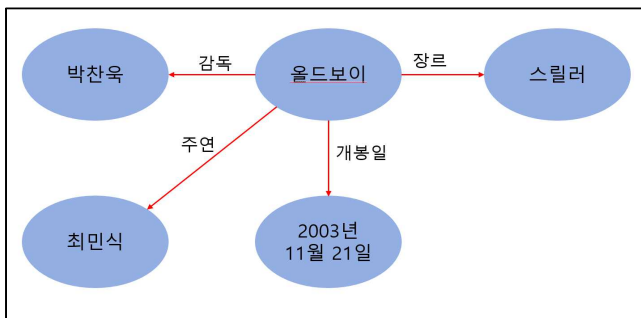 박찬욱
감독
올드보이
장르
스릴러
주연
개봉일
최민식
2003년
11월 21일